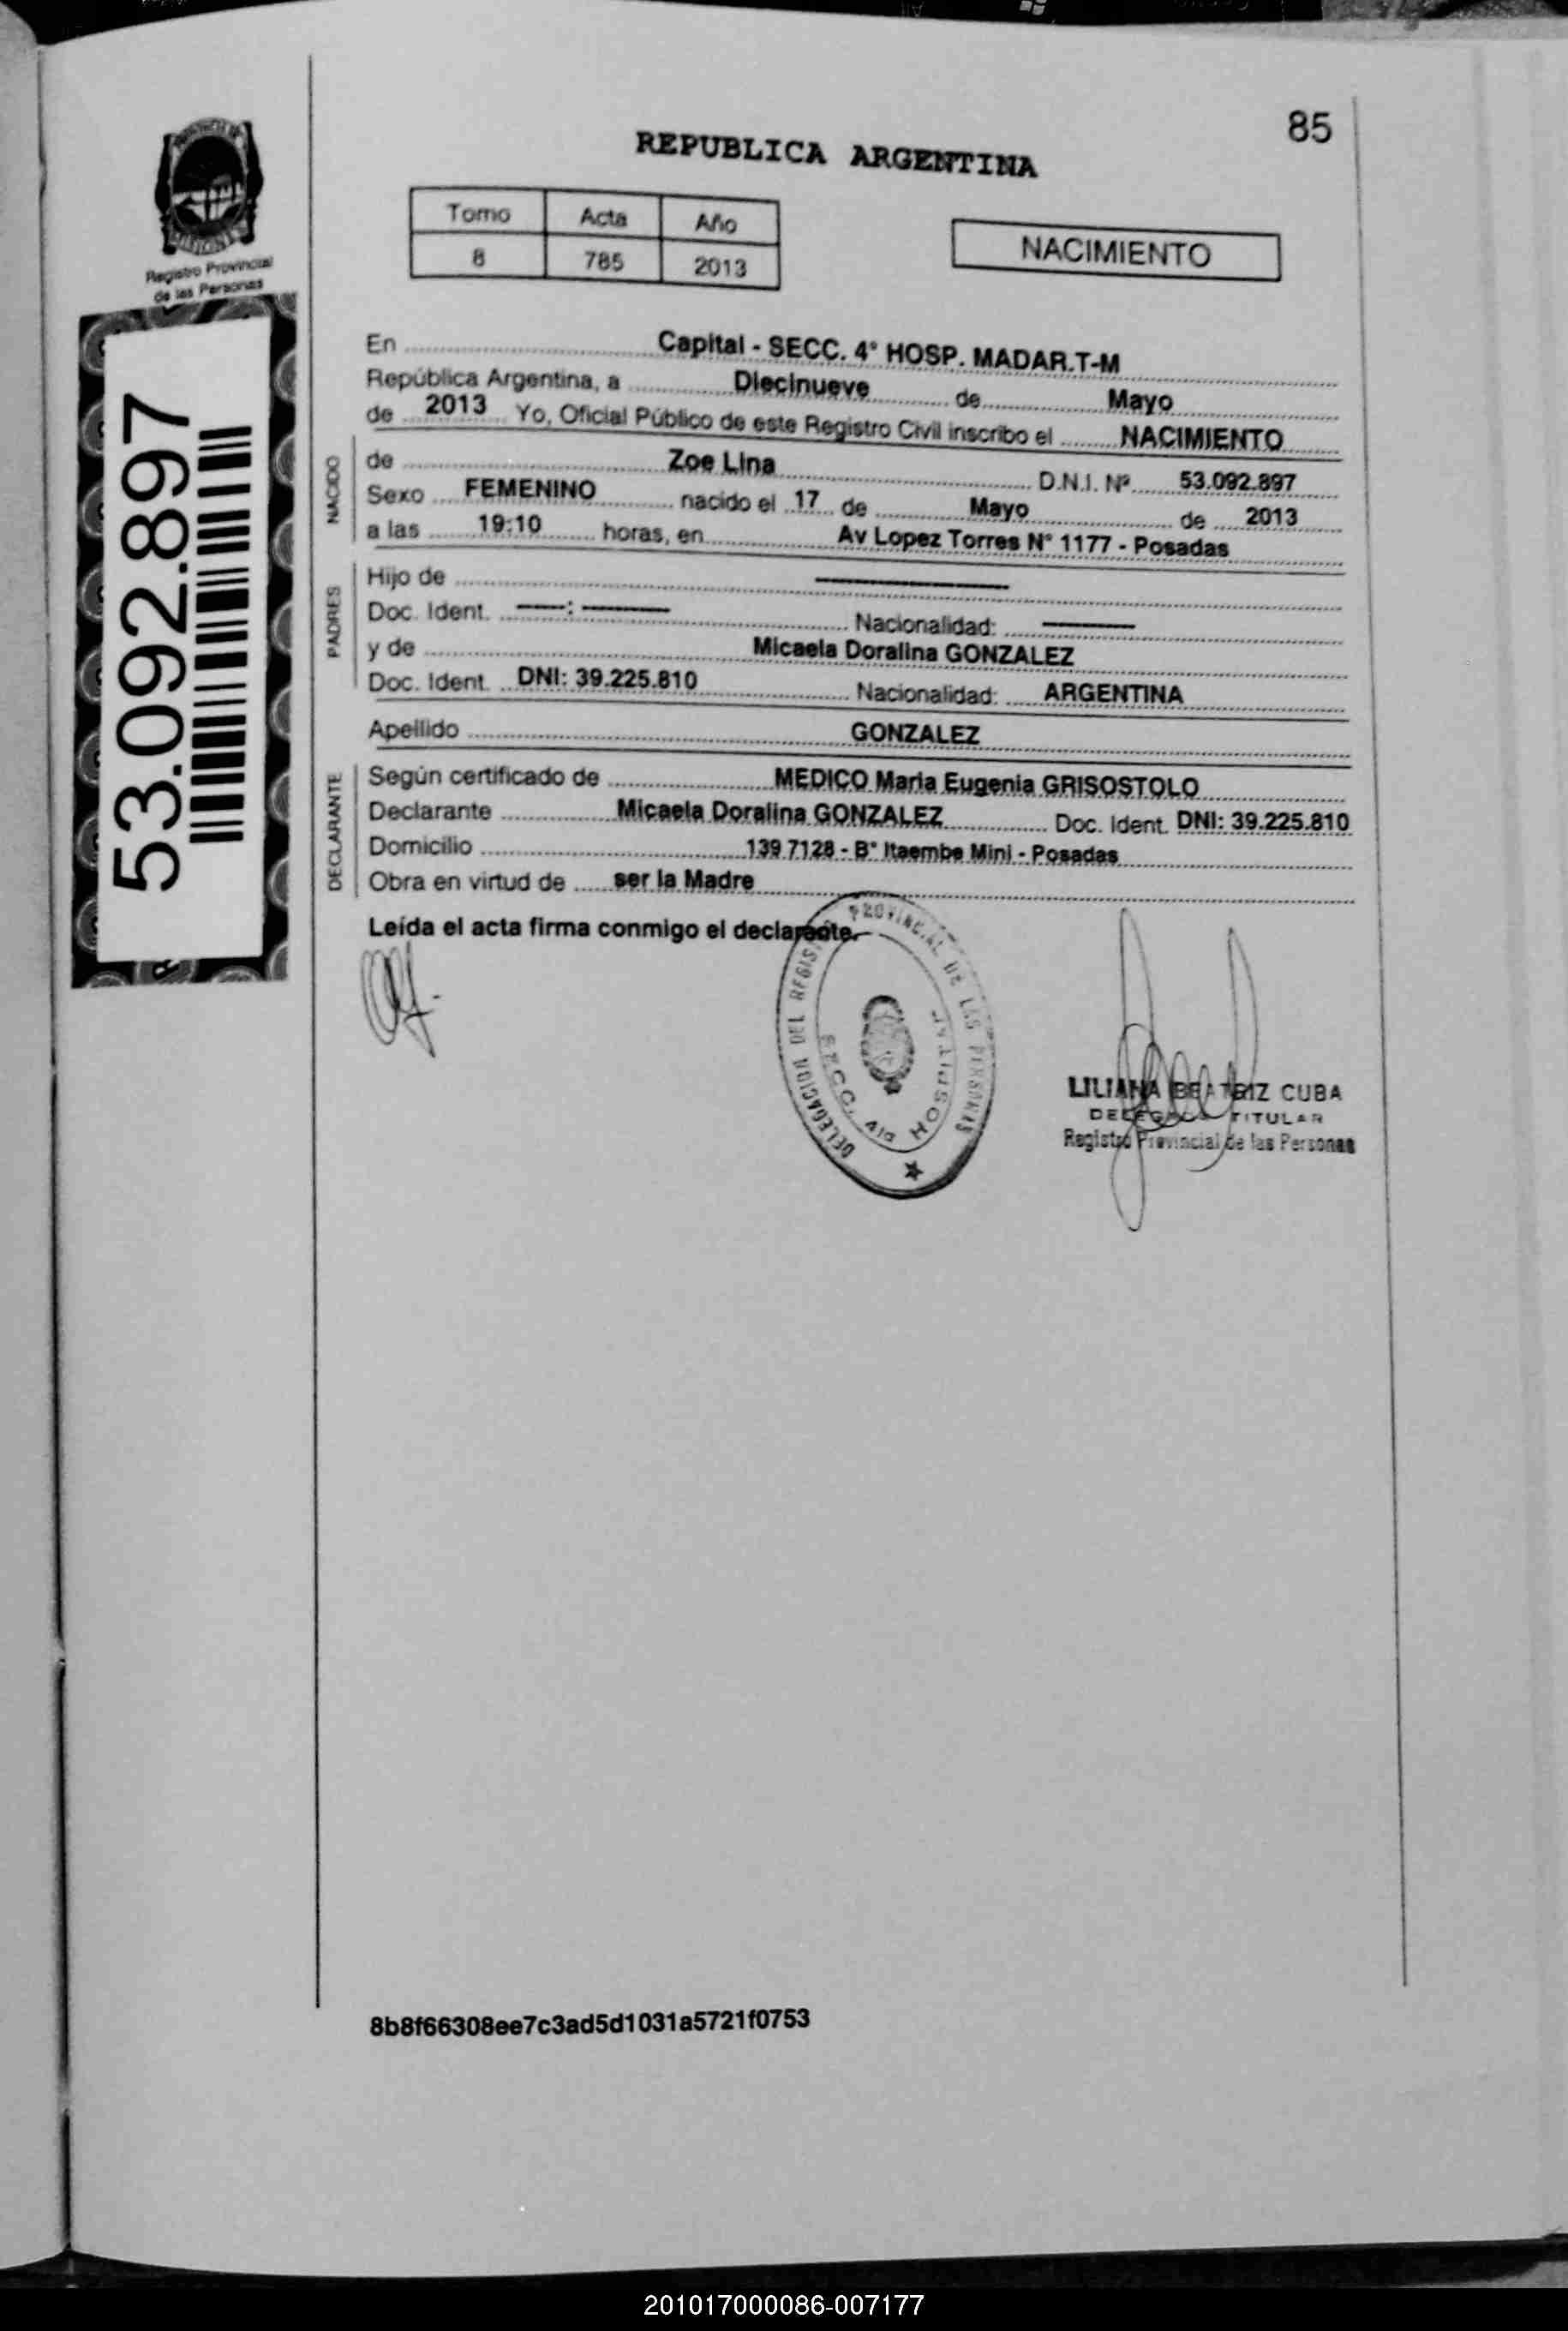 85
REPUBLICA ARGENTINA
Tomo Acta Año
8 785 2013
NACIMIENTO
Registro Provincial
de las Personas
53.092.897
En Capital - SECC. 4° HOSP. MADAR.T-M
República Argentina, a Diecinueve de Mayo
de 2013 Yo, Oficial Público de este Registro Civil inscribo el NACIMIENTO
NACIDO
de Zoe Lina D.N.I. Nº 53.092.897
Sexo FEMENINO nacido el 17 de Mayo de 2013
a las 19:10 horas, en Av Lopez Torres N° 1177 - Posadas
PADRES
Hijo de
Doc. Ident. : Nacionalidad:
y de Micaela Doralina GONZALEZ
Doc. Ident. DNI: 39.225.810 Nacionalidad: ARGENTINA
Apellido GONZALEZ
DECLARANTE
Según certificado de MEDICO Maria Eugenia GRISOSTOLO
Declarante Micaela Doralina GONZALEZ Doc. Ident. DNI: 39.225.810
Domicilio 139 7128 - B° Itaembe Mini - Posadas
Obra en virtud de ser la Madre
Leída el acta firma conmigo el declarante.
DELEGACION DEL REGIS PROVINCIAL DE LAS PERSONAS
SECC. 4ta HOSPITAL
LILIANA BEATRIZ CUBA
DELEGADO TITULAR
Registro Provincial de las Personas
8b8f66308ee7c3ad5d1031a5721f0753
201017000086-007177